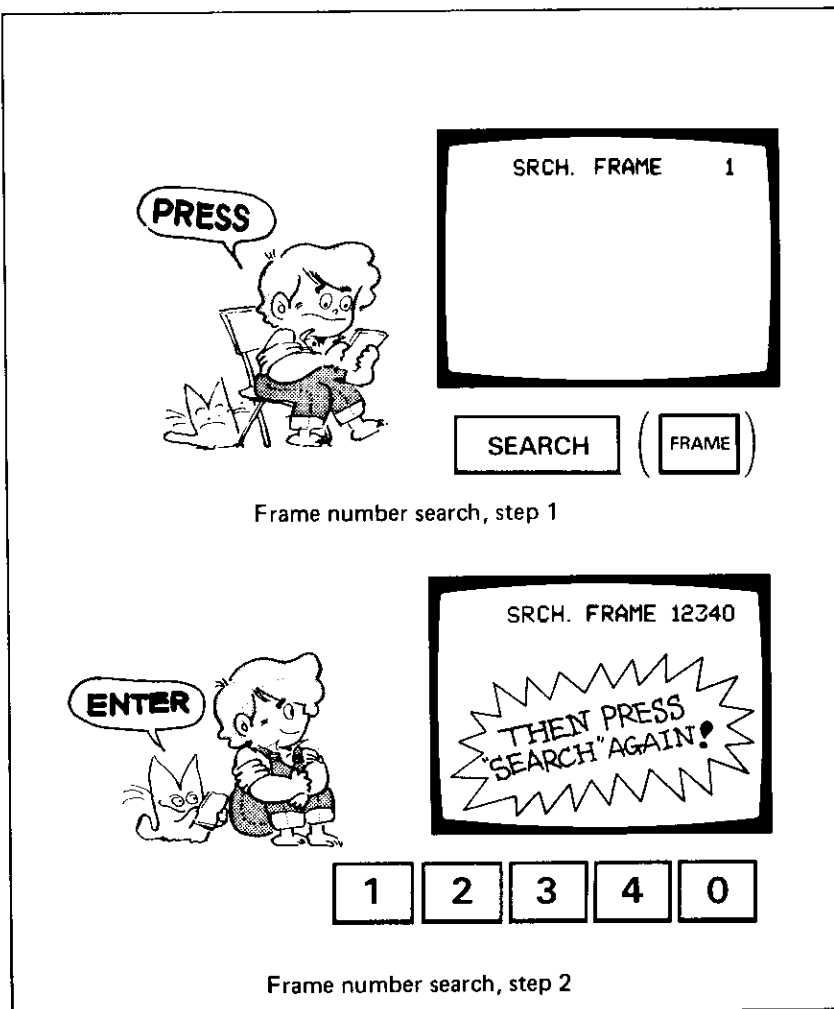 SRCH. FRAME 1
PRESS
SEARCH (FRAME)
Frame number search, step 1
SRCH. FRAME 12340
ENTER
THEN PRESS
"SEARCH" AGAIN!
1 2 3 4 0
Frame number search, step 2